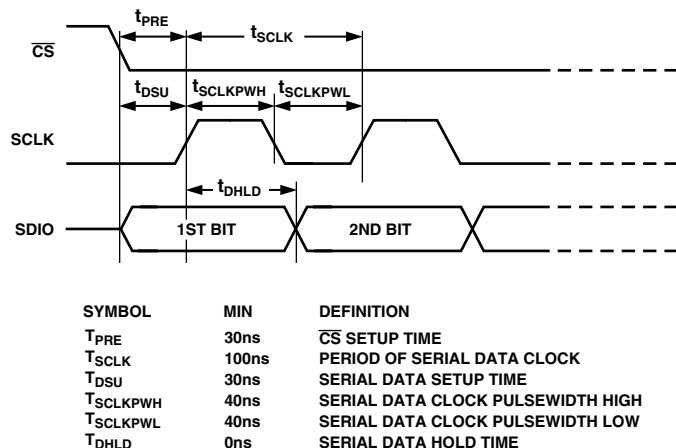 tPRE
tSCLK
CS
tDSU
tSCLKPWH
tSCLKPWL
SCLK
tDHLD
SDIO
1ST BIT
2ND BIT
SYMBOL MIN DEFINITION
TPRE 30ns CS SETUP TIME
TSCLK 100ns PERIOD OF SERIAL DATA CLOCK
TDSU 30ns SERIAL DATA SETUP TIME
TSCLKPWH 40ns SERIAL DATA CLOCK PULSEWIDTH HIGH
TSCLKPWL 40ns SERIAL DATA CLOCK PULSEWIDTH LOW
TDHLD 0ns SERIAL DATA HOLD TIME